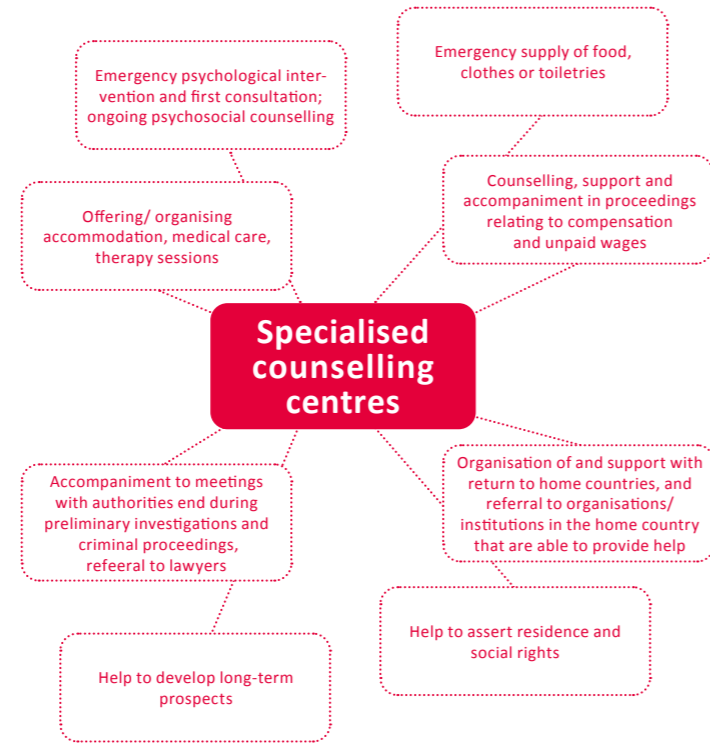 Emergency psychological inter-
vention and first consultation;
ongoing psychosocial counselling
Emergency supply of food,
clothes or toiletries
Offering/ organising
accommodation, medical care,
therapy sessions
Counselling, support and
accompaniment in proceedings
relating to compensation
and unpaid wages
Specialised
counselling
centres
Accompaniment to meetings
with authorities end during
preliminary investigations and
criminal proceedings,
refeeral to lawyers
Organisation of and support with
return to home countries, and
referral to organisations/
institutions in the home country
that are able to provide help
Help to develop long-term
prospects
Help to assert residence and
social rights